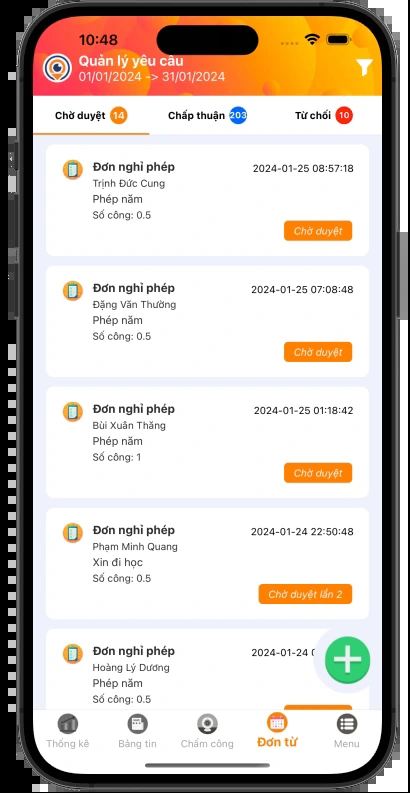 10:48
Quản lý yêu cầu
01/01/2024 -> 31/01/2024
Chờ duyệt 14 Chấp thuận 203 Từ chối 10
Đơn nghỉ phép 2024-01-25 08:57:18
Trịnh Đức Cung
Phép năm
Số công: 0.5
Chờ duyệt
Đơn nghỉ phép 2024-01-25 07:08:48
Đặng Văn Thường
Phép năm
Số công: 0.5
Chờ duyệt
Đơn nghỉ phép 2024-01-25 01:18:42
Bùi Xuân Thăng
Phép năm
Số công: 1
Chờ duyệt
Đơn nghỉ phép 2024-01-24 22:50:48
Phạm Minh Quang
Xin đi học
Số công: 0.5
Chờ duyệt lần 2
Đơn nghỉ phép 2024-01-24
Hoàng Lý Dương
Phép năm
Số công: 0.5
Thống kê Bảng tin Chấm công Đơn từ Menu